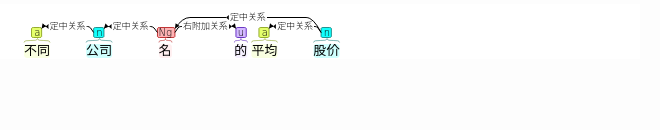 定中关系
定中关系 定中关系 右附加关系 定中关系
a n Ng u a n
不同 公司 名 的 平均 股价